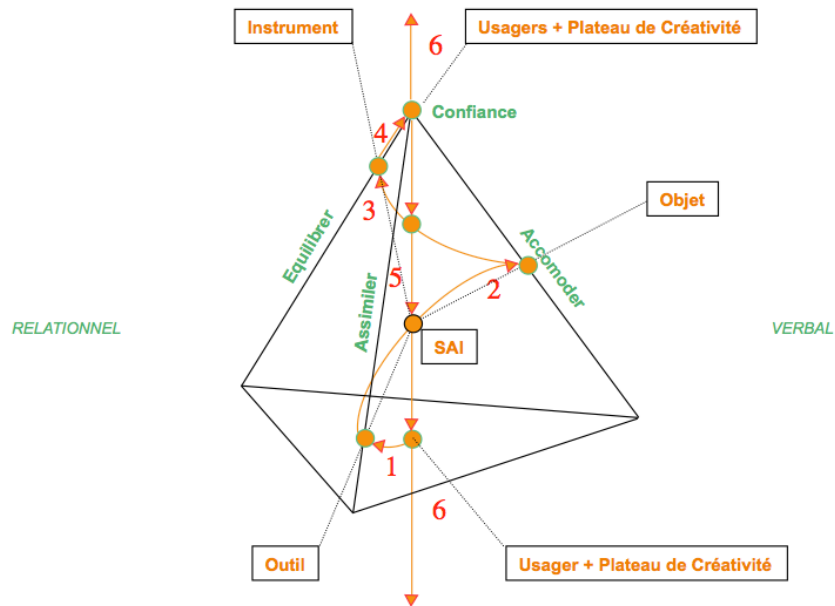 Instrument
Usagers + Plateau de Créativité
6
Confiance
4
3
Objet
Equilibrer
Accomoder
5
2
Assimiler
RELATIONNEL
VERBAL
SAI
1
6
Outil
Usager + Plateau de Créativité